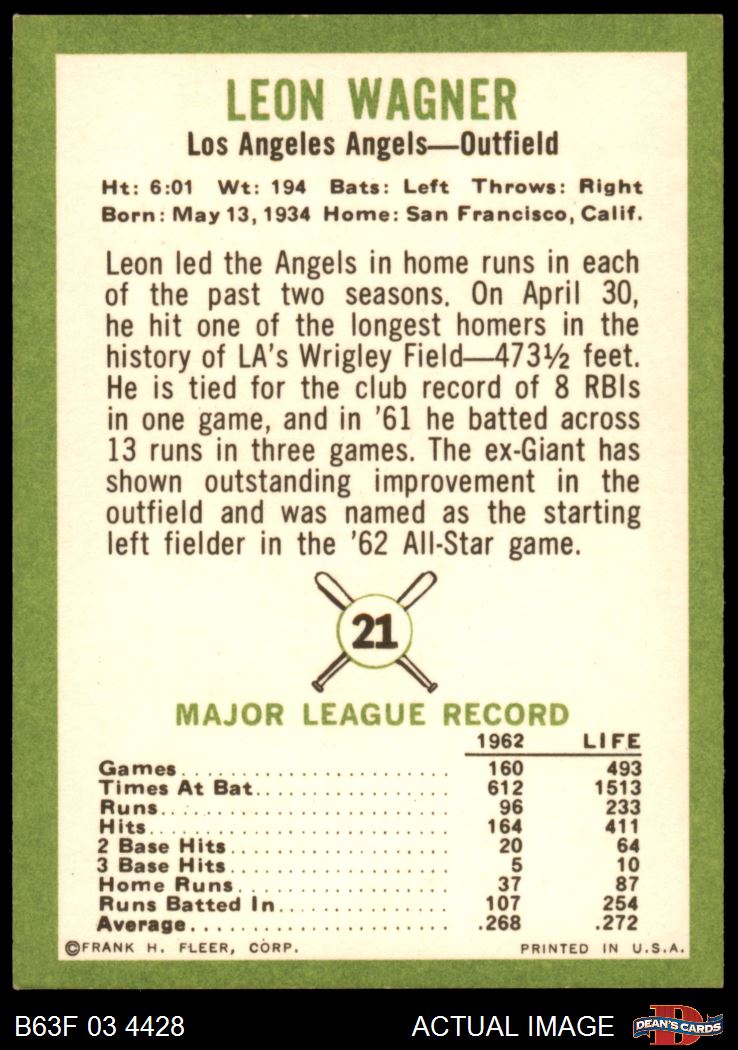 LEON WAGNER
Los Angeles Angels—Outfield
Ht: 6:01 Wt: 194 Bats: Left Throws: Right
Born: May 13, 1934 Home: San Francisco, Calif.
Leon led the Angels in home runs in each
of the past two seasons. On April 30,
he hit one of the longest homers in the
history of LA's Wrigley Field—473½ feet.
He is tied for the club record of 8 RBIs
in one game, and in '61 he batted across
13 runs in three games. The ex-Giant has
shown outstanding improvement in the
outfield and was named as the starting
left fielder in the '62 All-Star game.
21
MAJOR LEAGUE RECORD
1962 LIFE
Games 160 493
Times At Bat 612 1513
Runs 96 233
Hits 164 411
2 Base Hits 20 64
3 Base Hits 5 10
Home Runs 37 87
Runs Batted In 107 254
Average .268 .272
©FRANK H. FLEER, CORP. PRINTED IN U.S.A.
B63F 03 4428 ACTUAL IMAGE D DEAN'S CARDS